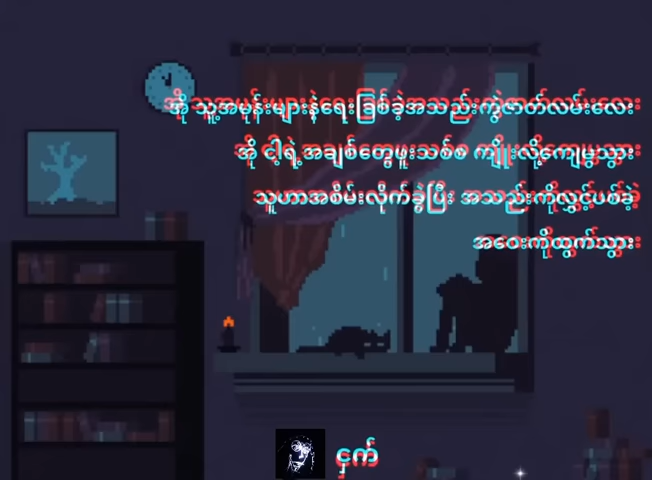 အို သူ့အမုန်းများနဲ့ရေးခြစ်ခဲ့အသည်းကွဲဇာတ်လမ်းလေး
အို ငါ့ရဲ့အချစ်တွေဖူးသစ်စ ကျိုးလို့ကျေမွသွား
သူဟာအစိမ်းလိုက်ခွဲပြီး အသည်းကိုလွှင့်ပစ်ခဲ့
အဝေးကိုထွက်သွား
ငှက်